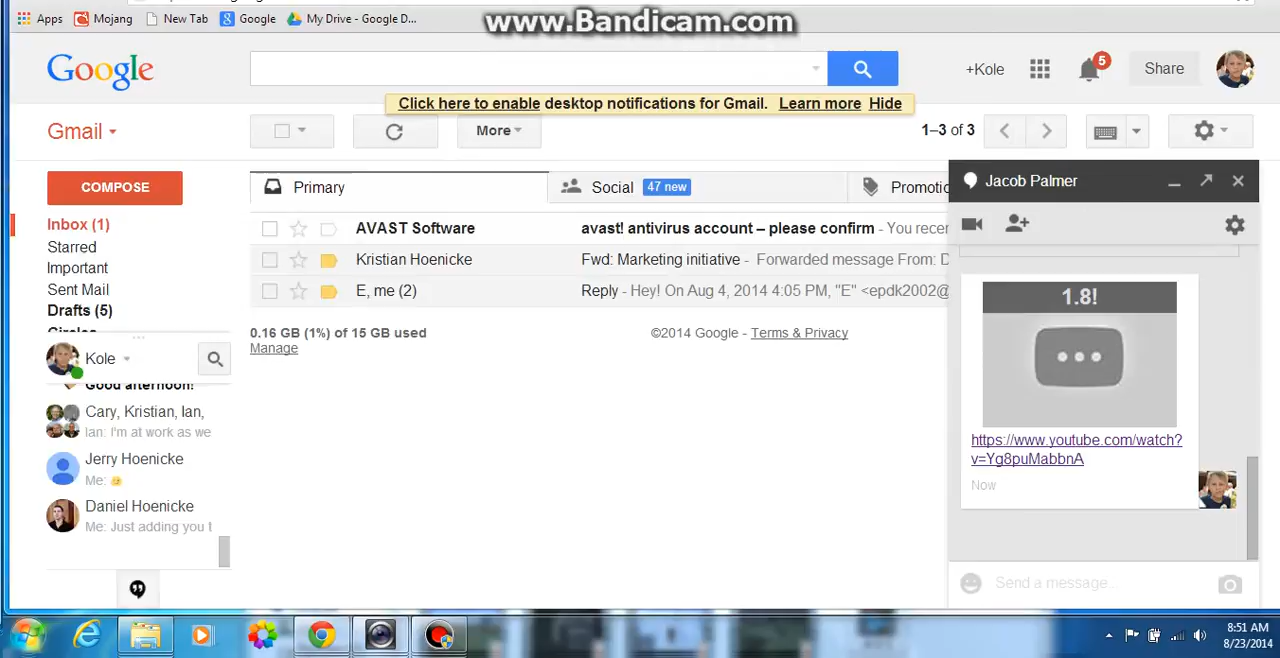 www.Bandicam.com
Apps Mojang New Tab Google My Drive - Google D...
Google
+Kole 5 Share
Click here to enable desktop notifications for Gmail. Learn more Hide
Gmail
More
1–3 of 3
COMPOSE
Inbox (1)
Starred
Important
Sent Mail
Drafts (5)
Circles
Kole
Good afternoon!
Cary, Kristian, Ian,
Ian: I'm at work as we
Jerry Hoenicke
Me:
Daniel Hoenicke
Me: Just adding you t
Primary
Social 47 new
Promotio
AVAST Software avast! antivirus account – please confirm - You recen
Kristian Hoenicke Fwd: Marketing initiative - Forwarded message From: D
E, me (2) Reply - Hey! On Aug 4, 2014 4:05 PM, "E" <epdk2002@
0.16 GB (1%) of 15 GB used
Manage
©2014 Google - Terms & Privacy
Jacob Palmer
1.8!
https://www.youtube.com/watch?
v=Yg8puMabbnA
Now
Send a message...
8:51 AM
8/23/2014